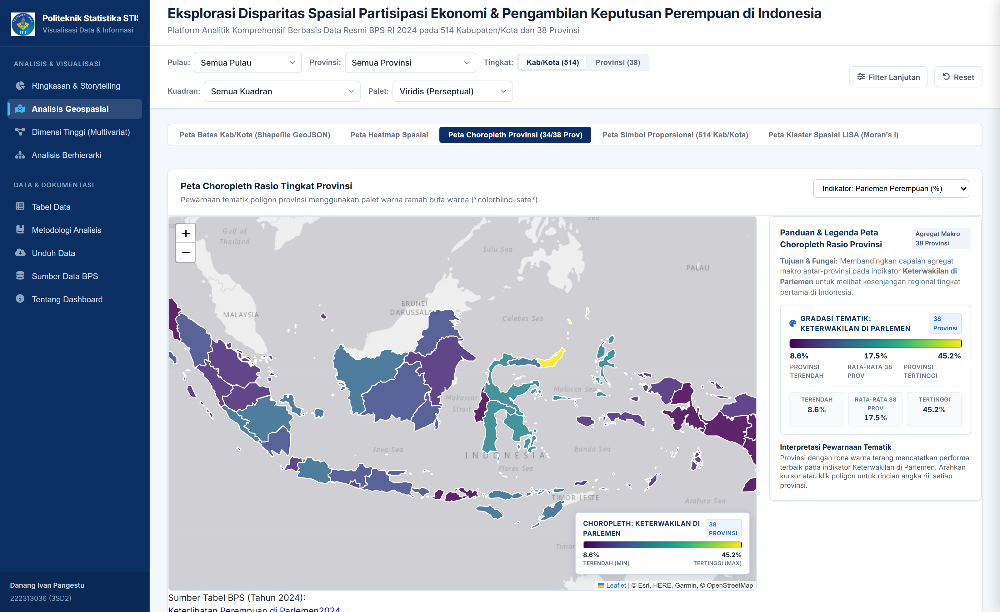 Politeknik Statistika STIS
Visualisasi Data & Informasi
ANALISIS & VISUALISASI
Ringkasan & Storytelling
Analisis Geospasial
Dimensi Tinggi (Multivariat)
Analisis Berhierarki
DATA & DOKUMENTASI
Tabel Data
Metodologi Analisis
Unduh Data
Sumber Data BPS
Tentang Dashboard
Danang Ivan Pangestu
222313036 (3SD2)
Eksplorasi Disparitas Spasial Partisipasi Ekonomi & Pengambilan Keputusan Perempuan di Indonesia
Platform Analitik Komprehensif Berbasis Data Resmi BPS RI 2024 pada 514 Kabupaten/Kota dan 38 Provinsi
Pulau: Semua Pulau Provinsi: Semua Provinsi Tingkat: Kab/Kota (514) Provinsi (38)
Filter Lanjutan Reset
Kuadran: Semua Kuadran Palet: Viridis (Perseptual)
Peta Batas Kab/Kota (Shapefile GeoJSON) Peta Heatmap Spasial Peta Choropleth Provinsi (34/38 Prov) Peta Simbol Proporsional (514 Kab/Kota) Peta Klaster Spasial LISA (Moran's I)
Peta Choropleth Rasio Tingkat Provinsi
Pewarnaan tematik poligon provinsi menggunakan palet warna ramah buta warna (*colorblind-safe*).
Indikator: Parlemen Perempuan (%)
+
−
Sea
Gulf of
Thailand
Sulu Sea
PALAU
BRUNEI
DARUSSALA
MALAYSIA
Celebes Sea
Molucca Sea
Makassar
Strait
Java Sea
Banda Sea
INDONESIA
Flores Sea
TIMOR-LESTE
Arafura Sea
Timor
CHOROPLETH: KETERWAKILAN DI
PARLEMEN
38
PROVINSI
8.6% 45.2%
TERENDAH (MIN) TERTINGGI (MAX)
Leaflet | © Esri, HERE, Garmin, © OpenStreetMap
Panduan & Legenda Peta
Choropleth Rasio Provinsi
Agregat Makro
38 Provinsi
Tujuan & Fungsi: Membandingkan capaian agregat
makro antar-provinsi pada indikator Keterwakilan di
Parlemen untuk melihat kesenjangan regional tingkat
pertama di Indonesia.
GRADASI TEMATIK:
KETERWAKILAN DI PARLEMEN
38
Provinsi
8.6% 17.5% 45.2%
PROVINSI
TERENDAH
RATA-RATA 38
PROV
PROVINSI
TERTINGGI
TERENDAH
8.6%
RATA-RATA 38
PROV
17.5%
TERTINGGI
45.2%
Interpretasi Pewarnaan Tematik
Provinsi dengan rona warna terang mencatatkan performa
terbaik pada indikator Keterwakilan di Parlemen. Arahkan
kursor atau klik poligon untuk rincian angka riil setiap
provinsi.
Sumber Tabel BPS (Tahun 2024):
Keterlibatan Perempuan di Parlemen2024